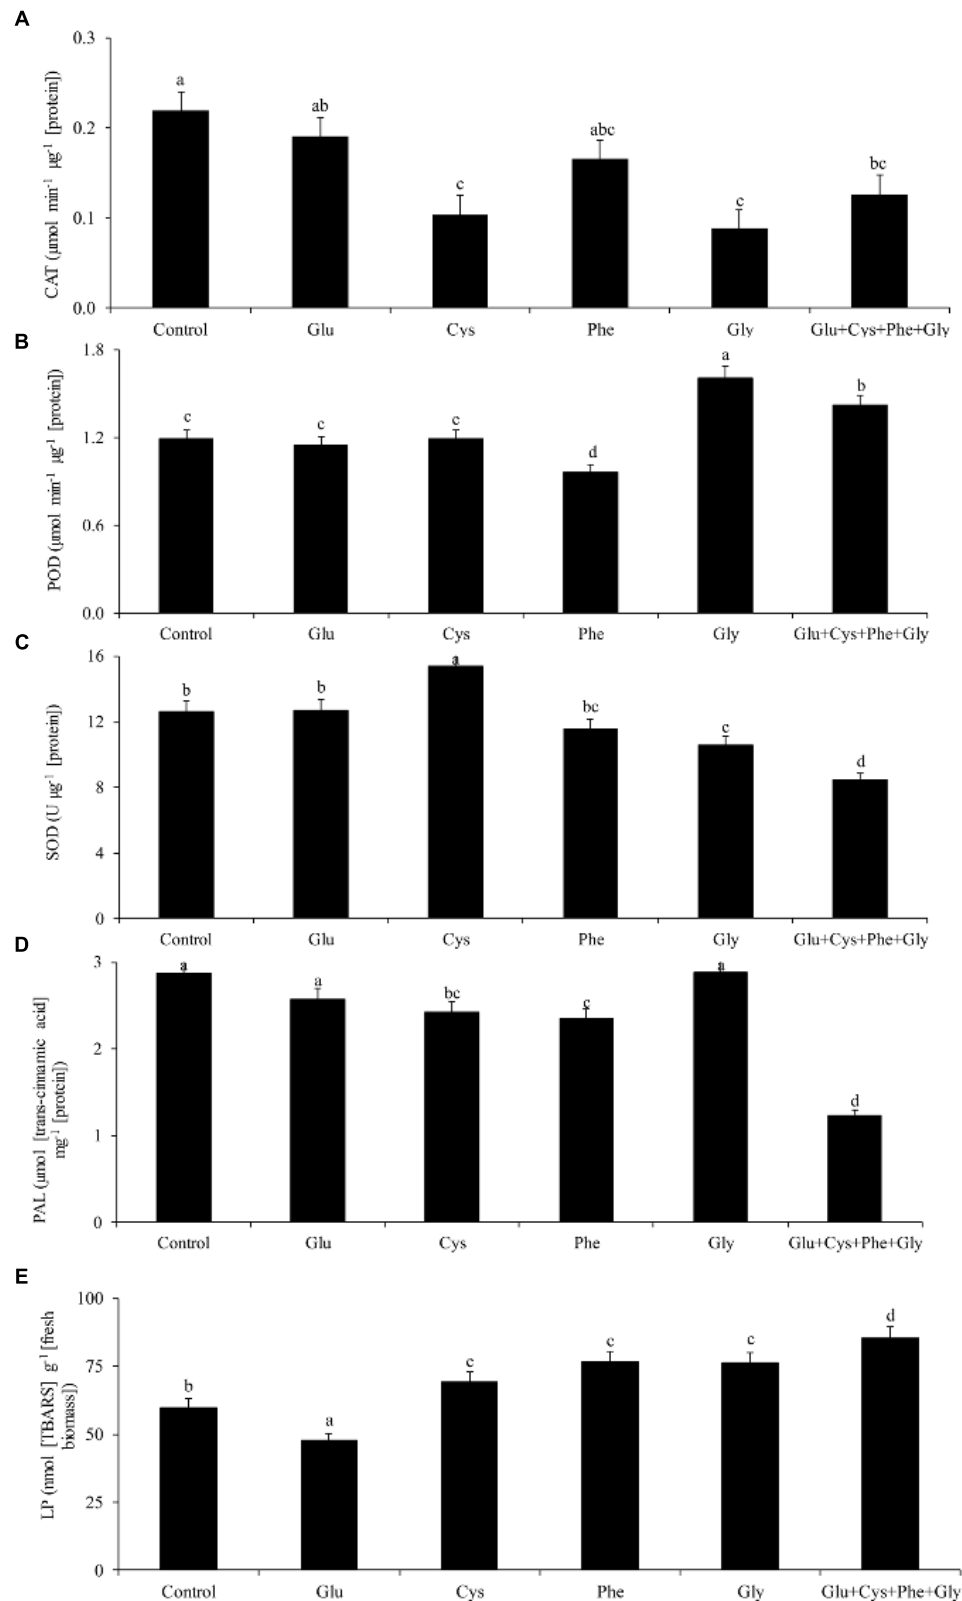 A
0.3
0.2
0.1
0.0
CAT (μmol min-1 μg-1 [protein])
a
ab
c
abc
c
bc
Control Glu Cys Phe Gly Glu+Cys+Phe+Gly
B
1.8
1.2
0.6
0.0
POD (μmol min-1 μg-1 [protein])
c
c
c
d
a
b
Control Glu Cys Phe Gly Glu+Cys+Phe+Gly
C
16
12
8
4
0
SOD (U μg-1 [protein])
b
b
a
bc
c
d
Control Glu Cys Phe Gly Glu+Cys+Phe+Gly
D
3
2
1
0
PAL (μmol [trans-cinnamic acid]
mg-1 [protein])
a
a
bc
c
a
d
Control Glu Cys Phe Gly Glu+Cys+Phe+Gly
E
100
75
50
25
0
LP (nmol [TBARS] g-1 [fresh
biomass])
b
a
c
c
c
d
Control Glu Cys Phe Gly Glu+Cys+Phe+Gly